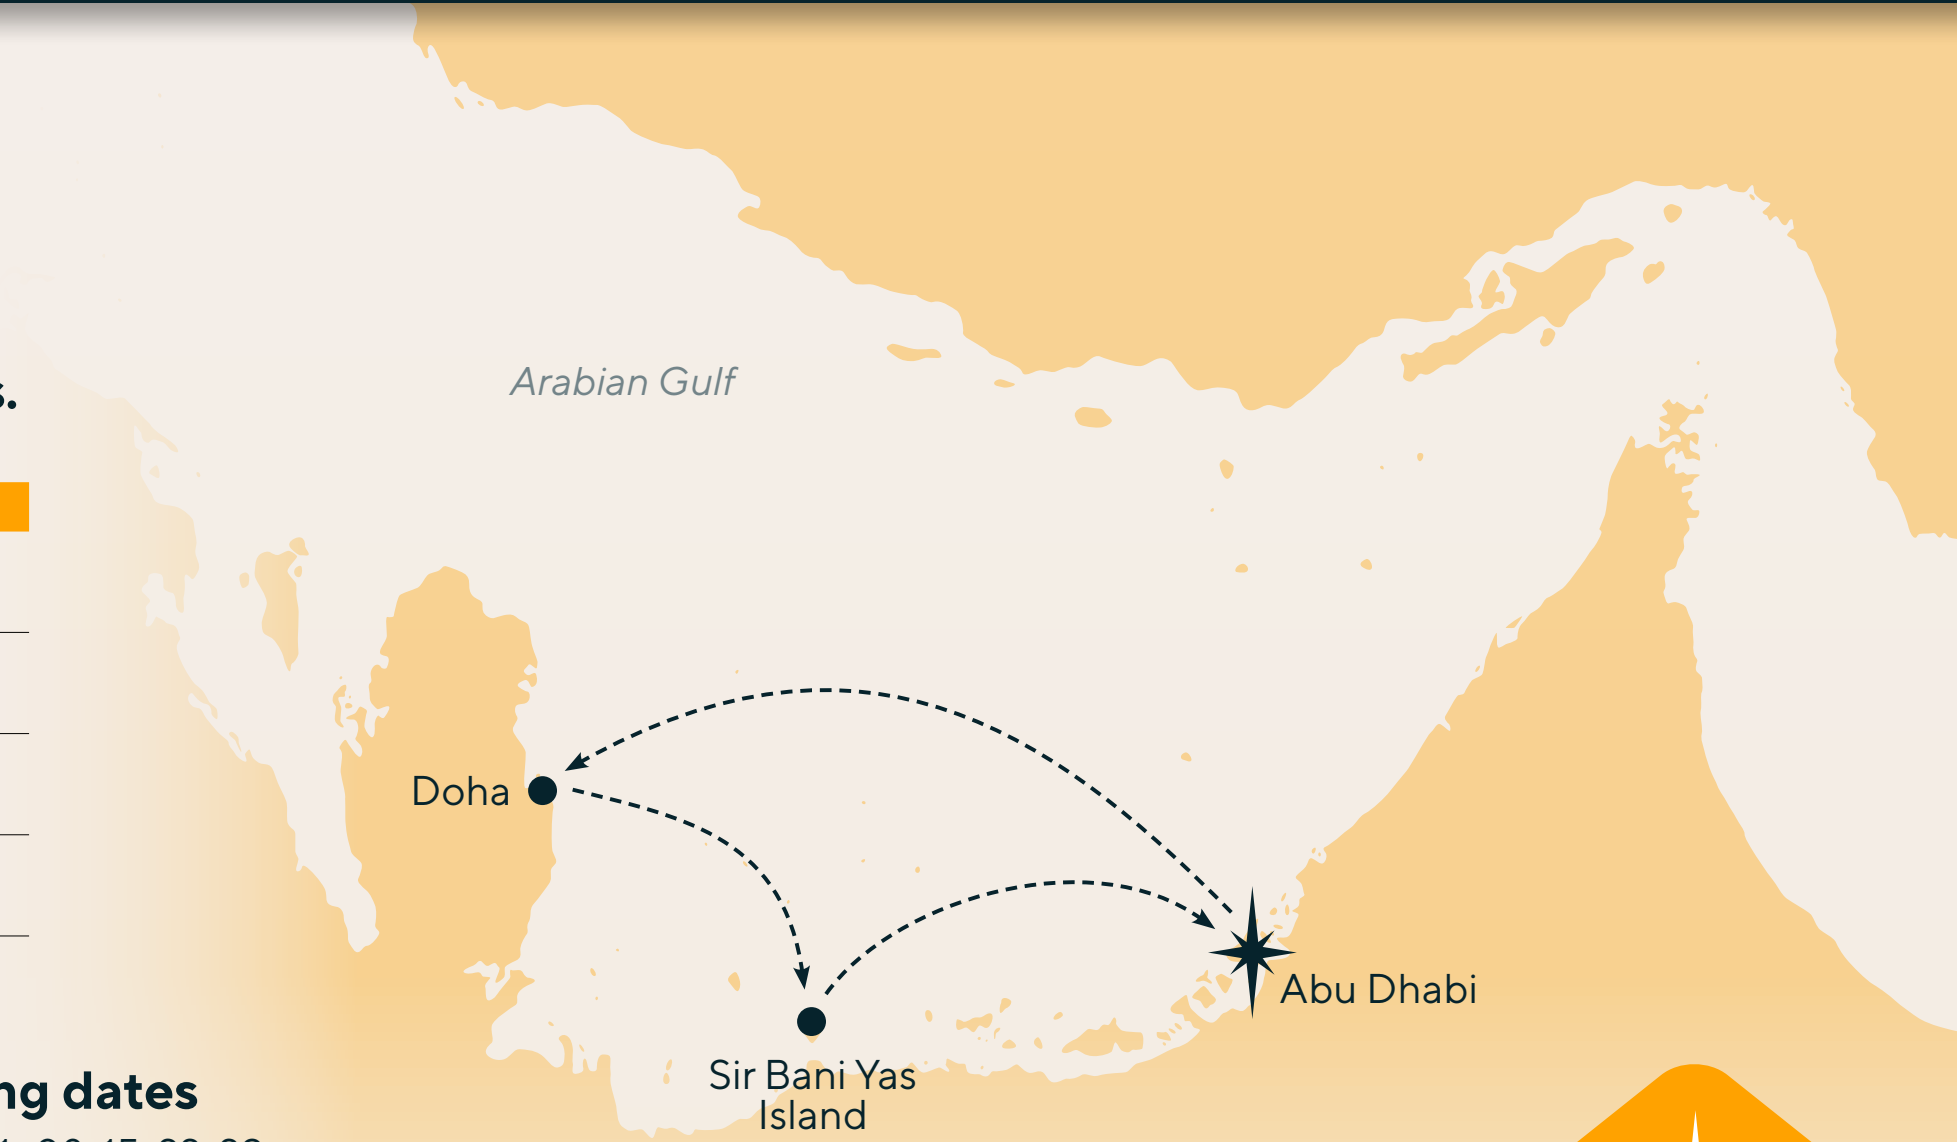 Arabian Gulf
s.
Doha
Abu Dhabi
Sir Bani Yas
Island
ng dates